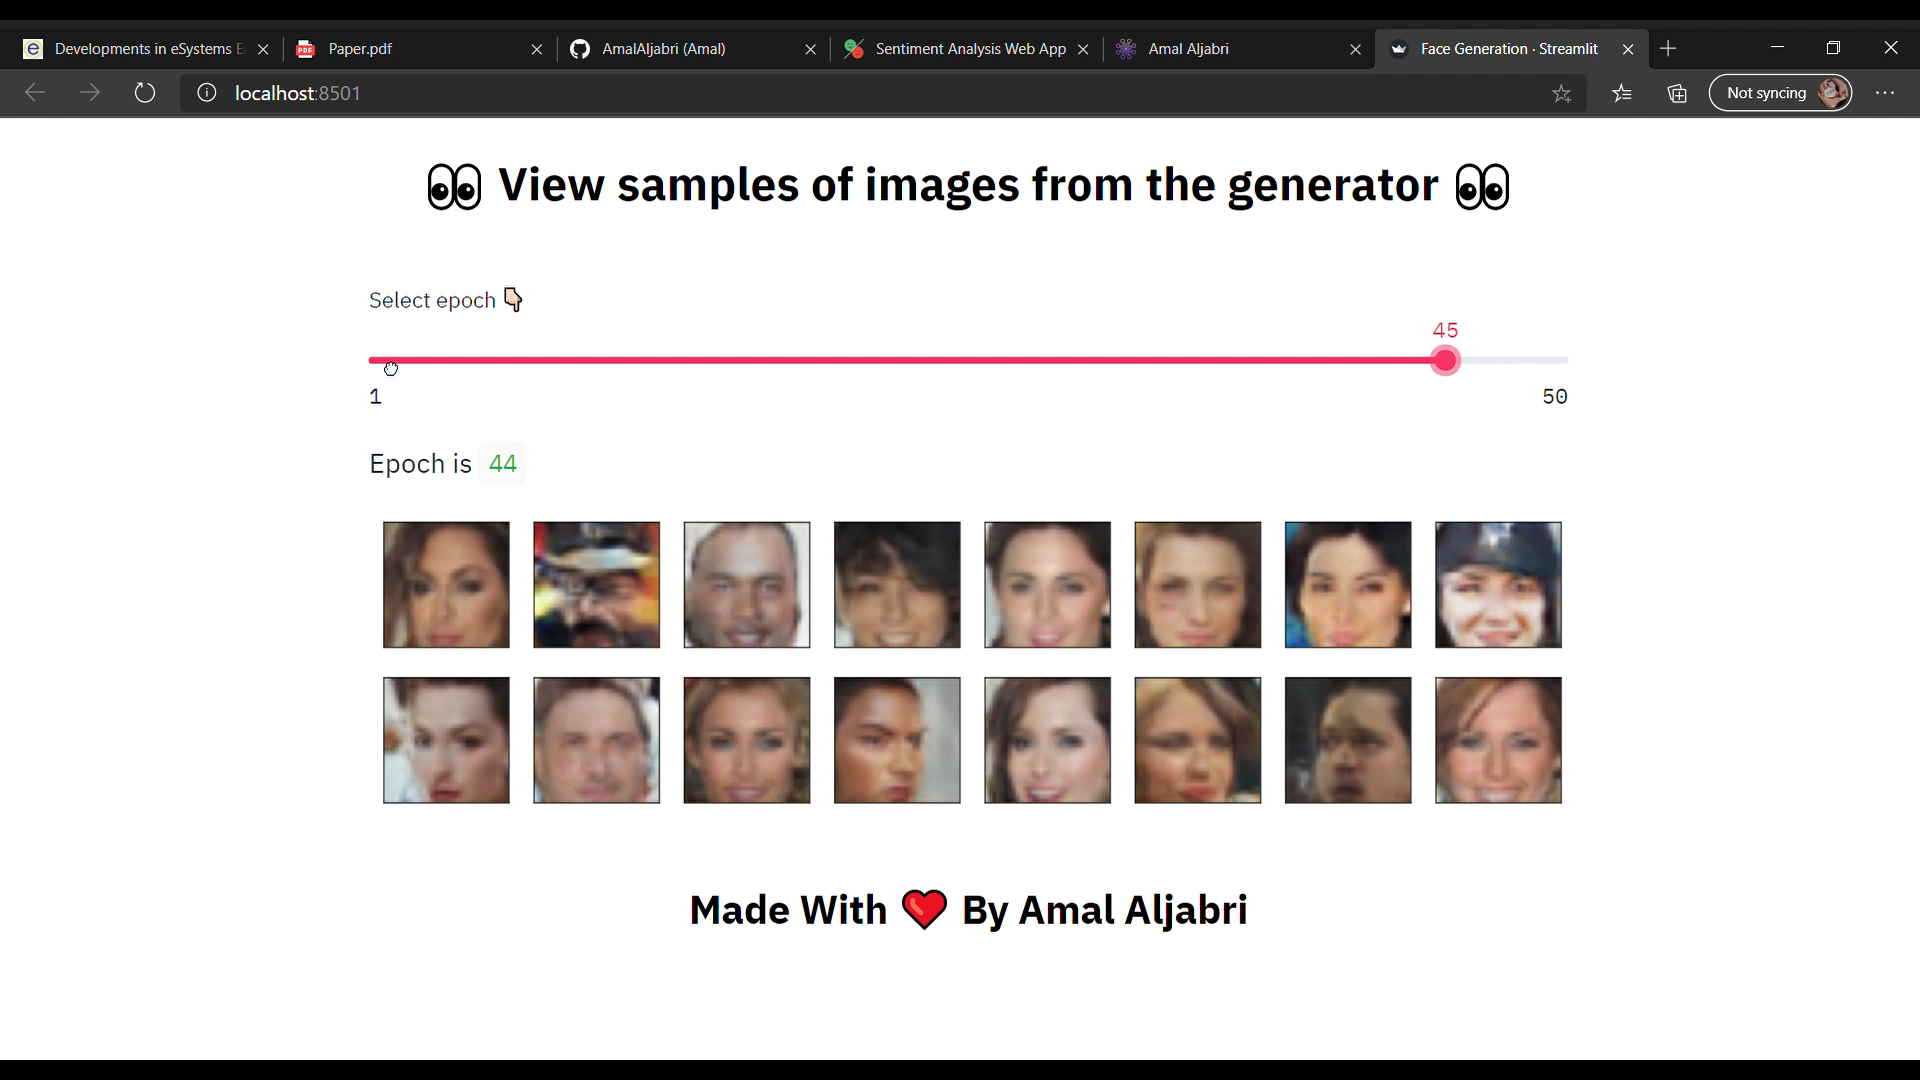 Developments in eSystems E
Paper.pdf
AmalAljabri (Amal)
Sentiment Analysis Web App
Amal Aljabri
Face Generation · Streamlit
localhost:8501
Not syncing
👀 View samples of images from the generator 👀
Select epoch 👇🏻
45
1
50
Epoch is 44
Made With ❤️ By Amal Aljabri